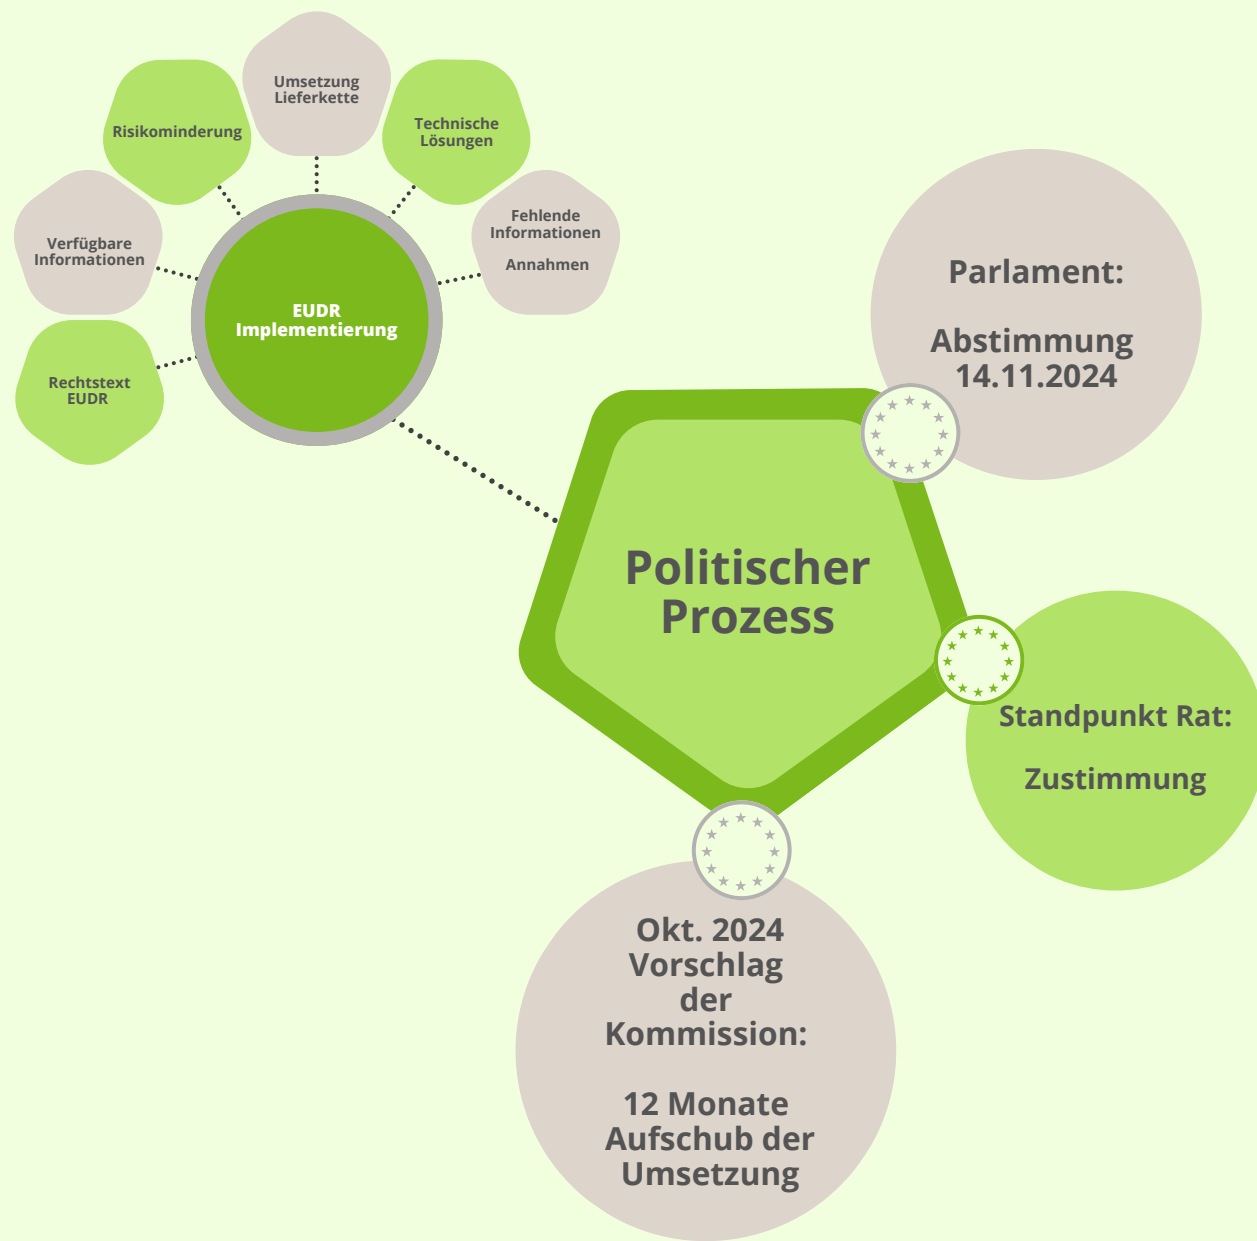 Umsetzung
Lieferkette
Risikominderung
Technische
Lösungen
Verfügbare
Informationen
Fehlende
Informationen
Annahmen
EUDR
Implementierung
Rechtstext
EUDR
Parlament:
Abstimmung
14.11.2024
Politischer
Prozess
Standpunkt Rat:
Zustimmung
Okt. 2024
Vorschlag
der
Kommission:
12 Monate
Aufschub der
Umsetzung